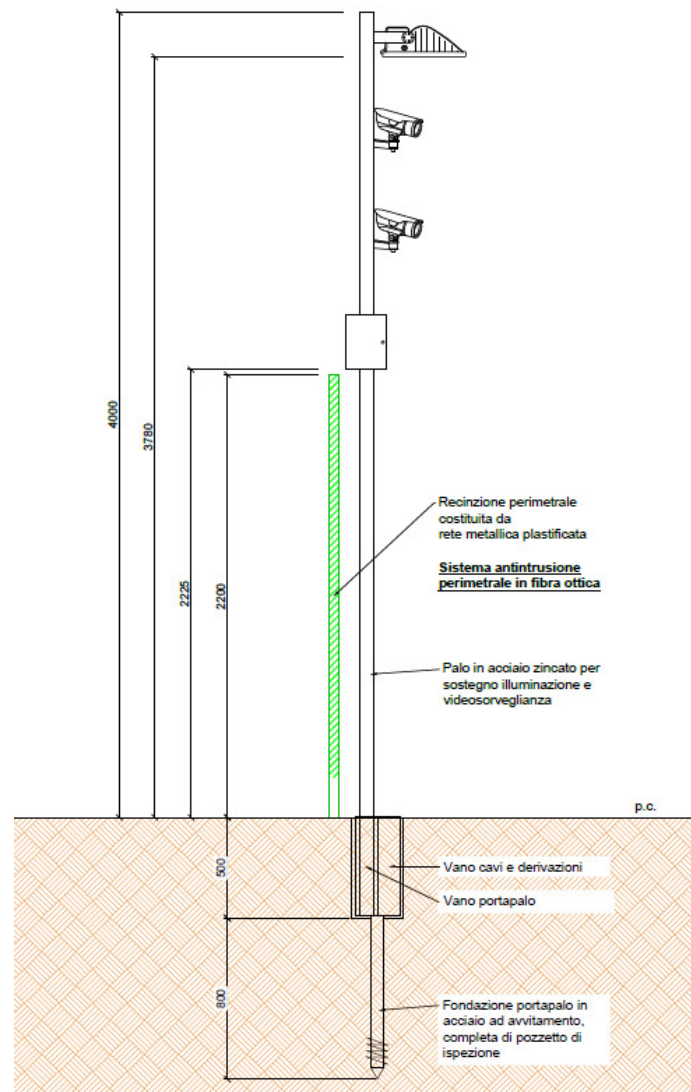 4000
3780
2225
2200
Recinzione perimetrale
costituita da
rete metallica plastificata
Sistema antintrusione
perimetrale in fibra ottica
Palo in acciaio zincato per
sostegno illuminazione e
videosorveglianza
p.c.
500
Vano cavi e derivazioni
Vano portapalo
800
Fondazione portapalo in
acciaio ad avvitamento,
completa di pozzetto di
ispezione